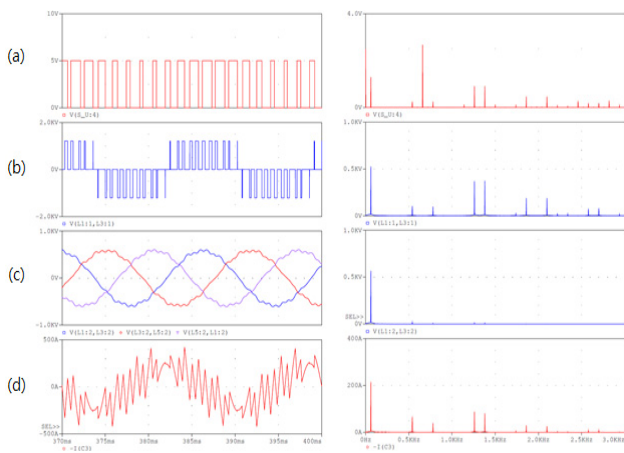 10V 4.0V
(a) 5V
0V 0V
V(S_U:4) V(S_U:4)
2.0KV 1.0KV
(b) 0V 0.5KV
-2.0KV 0V
V(L1:1,L3:1) V(L1:1,L3:1)
1.0KV 1.0KV
(c) 0V 0.5KV
SEL>>
-1.0KV 0V
V(L1:2,L3:2) V(L3:2,L5:2) V(L5:2,L1:2) V(L1:2,L3:2)
500A 400A
(d) 0A 200A
SEL>>
-500A 0A
370ms 375ms 380ms 385ms 390ms 395ms 400ms 0Hz 0.5KHz 1.0KHz 1.5KHz 2.0KHz 2.5KHz
-I(C3) -I(C3)